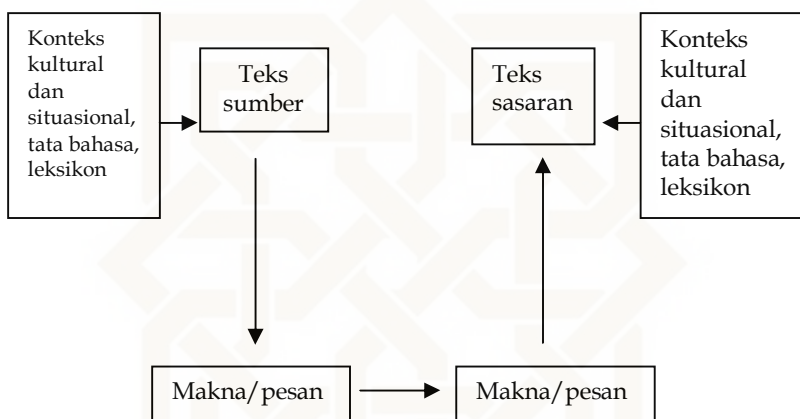 Konteks
kultural
dan
situasional,
tata bahasa,
leksikon
Teks
sumber
Teks
sasaran
Konteks
kultural
dan
situasional,
tata bahasa,
leksikon
Makna/pesan
Makna/pesan